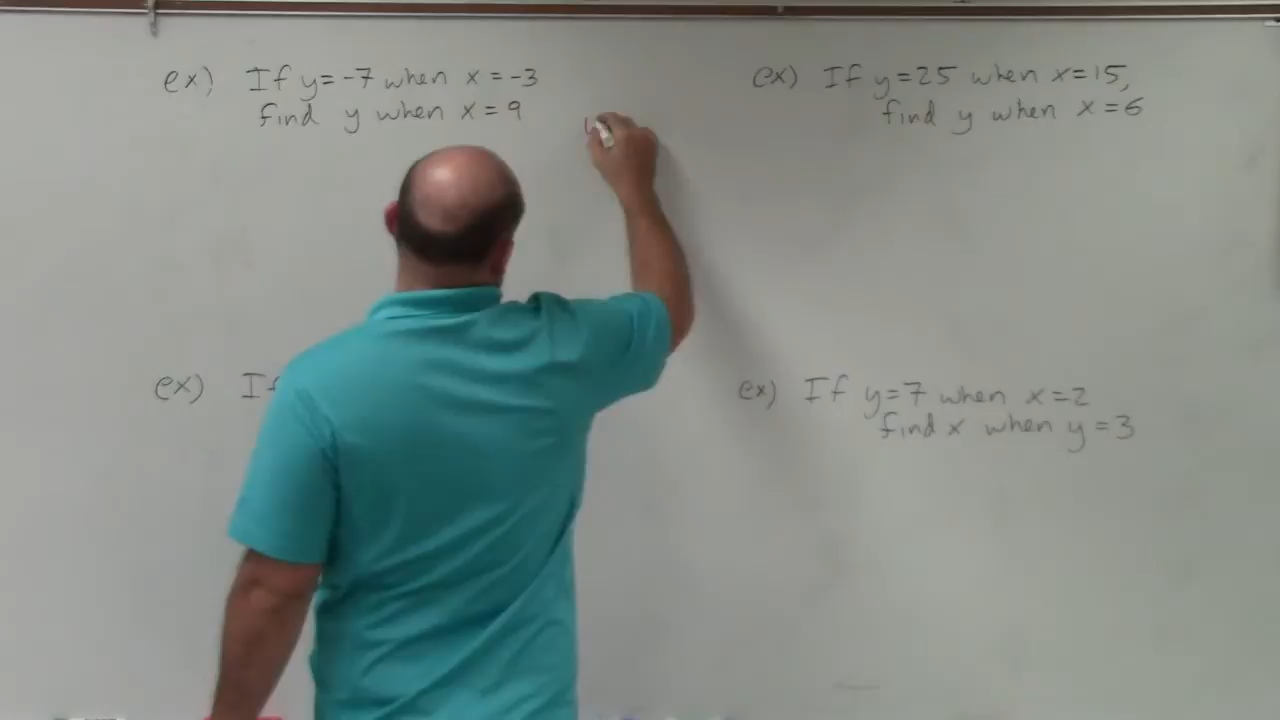 ex) If y=-7 when x=-3
find y when x=9
ex) If y=25 when x=15,
find y when x=6
ex) If
ex) If y=7 when x=2
find x when y=3